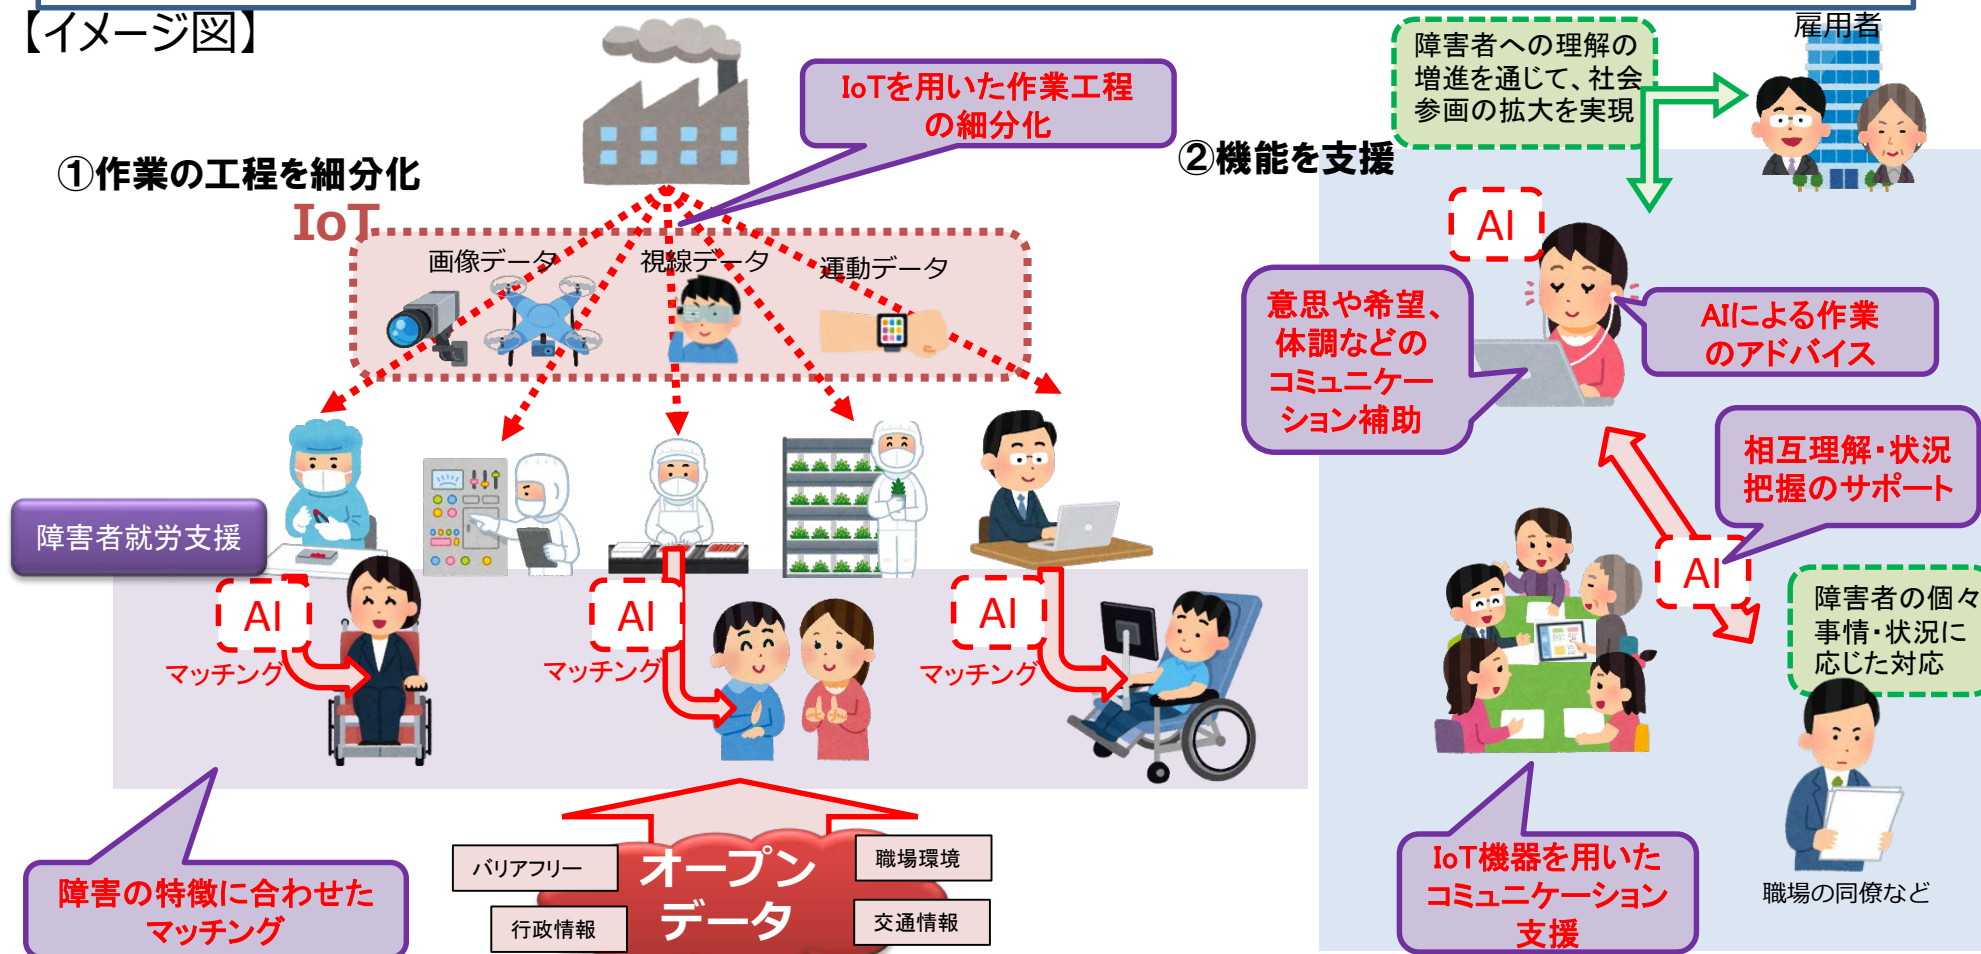 【イメージ図】
①作業の工程を細分化
IoT
IoTを用いた作業工程
の細分化
画像データ
視線データ
運動データ
障害者就労支援
AI
マッチング
AI
マッチング
AI
マッチング
障害の特徴に合わせた
マッチング
オープン
データ
バリアフリー
職場環境
行政情報
交通情報
②機能を支援
障害者への理解の
増進を通じて、社会
参画の拡大を実現
雇用者
AI
意思や希望、
体調などの
コミュニケー
ション補助
AIによる作業
のアドバイス
相互理解・状況
把握のサポート
AI
障害者の個々
事情・状況に
応じた対応
IoT機器を用いた
コミュニケーション
支援
職場の同僚など